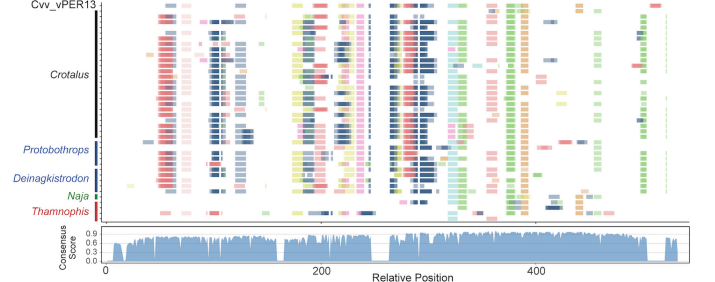 Cvv_vPER13
Crotalus
Protobothrops
Deinagkistrodon
Naja
Thamnophis
Consensus
Score
0.9
0.6
0.3
0.0
0
200
400
Relative Position